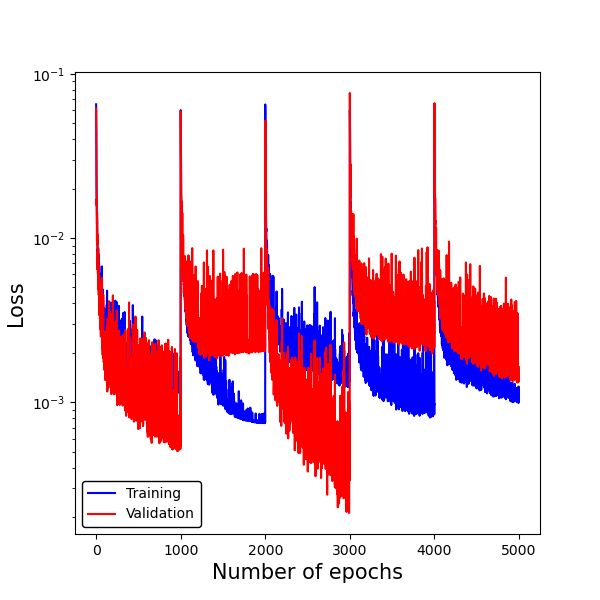 10⁻¹
10⁻²
10⁻³
Loss
Training
Validation
0 1000 2000 3000 4000 5000
Number of epochs